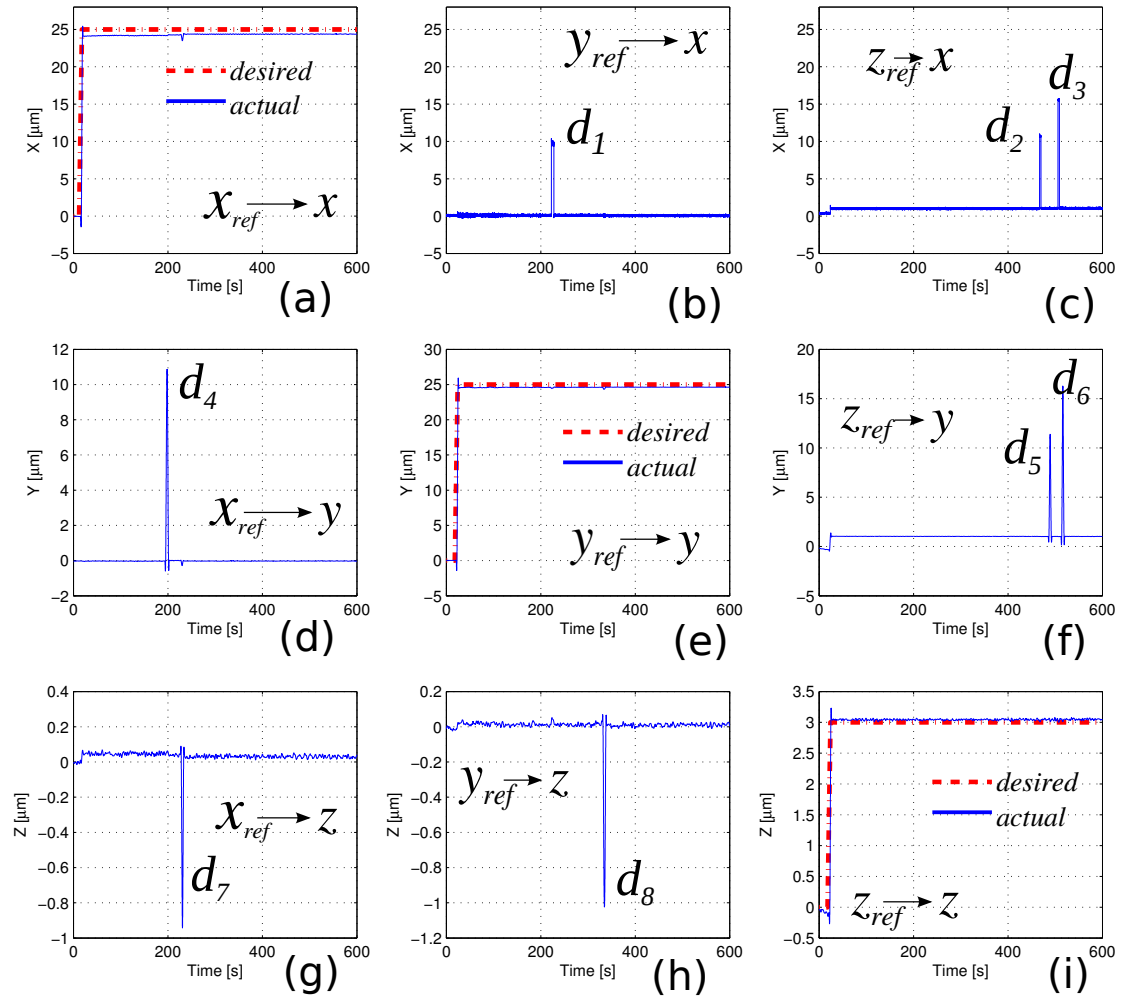 25
20
15
10
5
0
−5
0 200 400 600
X [µm]
Time [s]
desired
actual
x_ref → x
(a)
25
20
15
10
5
0
−5
0 200 400 600
X [µm]
Time [s]
y_ref → x
d_1
(b)
25
20
15
10
5
0
−5
0 200 400 600
X [µm]
Time [s]
z_ref → x
d_3
d_2
(c)
12
10
8
6
4
2
0
−2
0 200 400 600
Y [µm]
Time [s]
d_4
x_ref → y
(d)
30
25
20
15
10
5
0
−5
0 200 400 600
Y [µm]
Time [s]
desired
actual
y_ref → y
(e)
20
15
10
5
0
−5
0 200 400 600
Y [µm]
Time [s]
d_6
z_ref → y
d_5
(f)
0.4
0.2
0
−0.2
−0.4
−0.6
−0.8
−1
0 200 400 600
Z [µm]
Time [s]
x_ref → z
d_7
(g)
0.2
0
−0.2
−0.4
−0.6
−0.8
−1
−1.2
0 200 400 600
Z [µm]
Time [s]
y_ref → z
d_8
(h)
3.5
3
2.5
2
1.5
1
0.5
0
−0.5
0 200 400 600
Z [µm]
Time [s]
desired
actual
z_ref → z
(i)